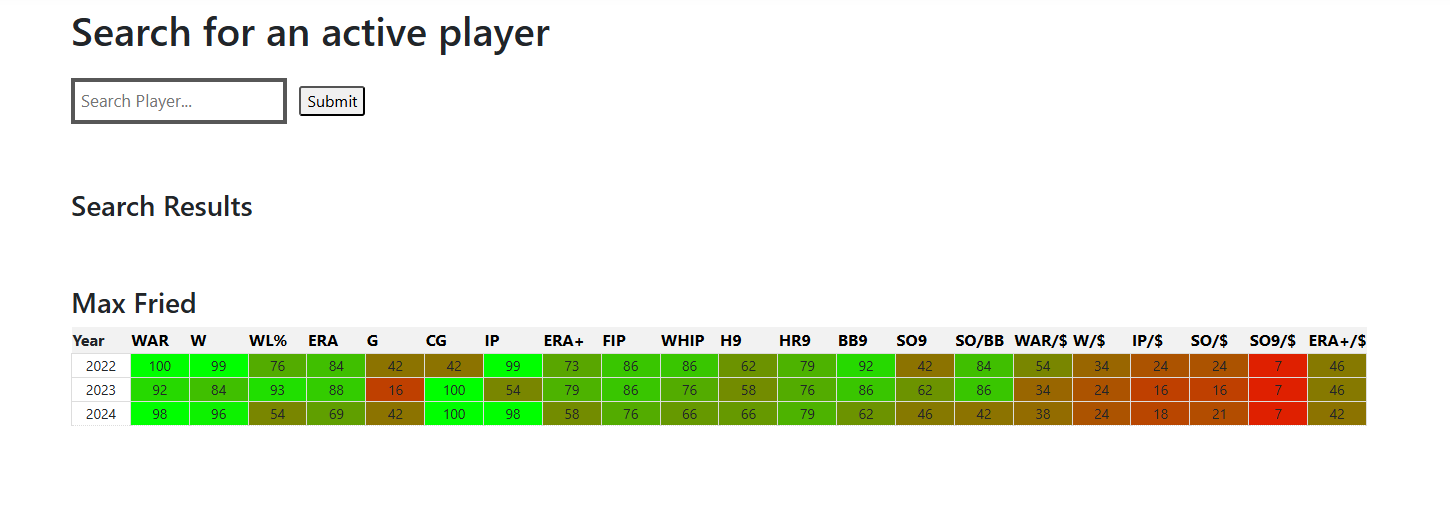 Search for an active player
Search Player...
Submit
Search Results
Max Fried
Year WAR W WL% ERA G CG IP ERA+ FIP WHIP H9 HR9 BB9 SO9 SO/BB WAR/$ W/$ IP/$ SO/$ SO9/$ ERA+/$
2022 100 99 76 84 42 42 99 73 86 86 62 79 92 42 84 54 34 24 24 7 46
2023 92 84 93 88 16 100 54 79 86 76 58 76 86 62 86 34 24 16 16 7 46
2024 98 96 54 69 42 100 98 58 76 66 66 79 62 46 42 38 24 18 21 7 42